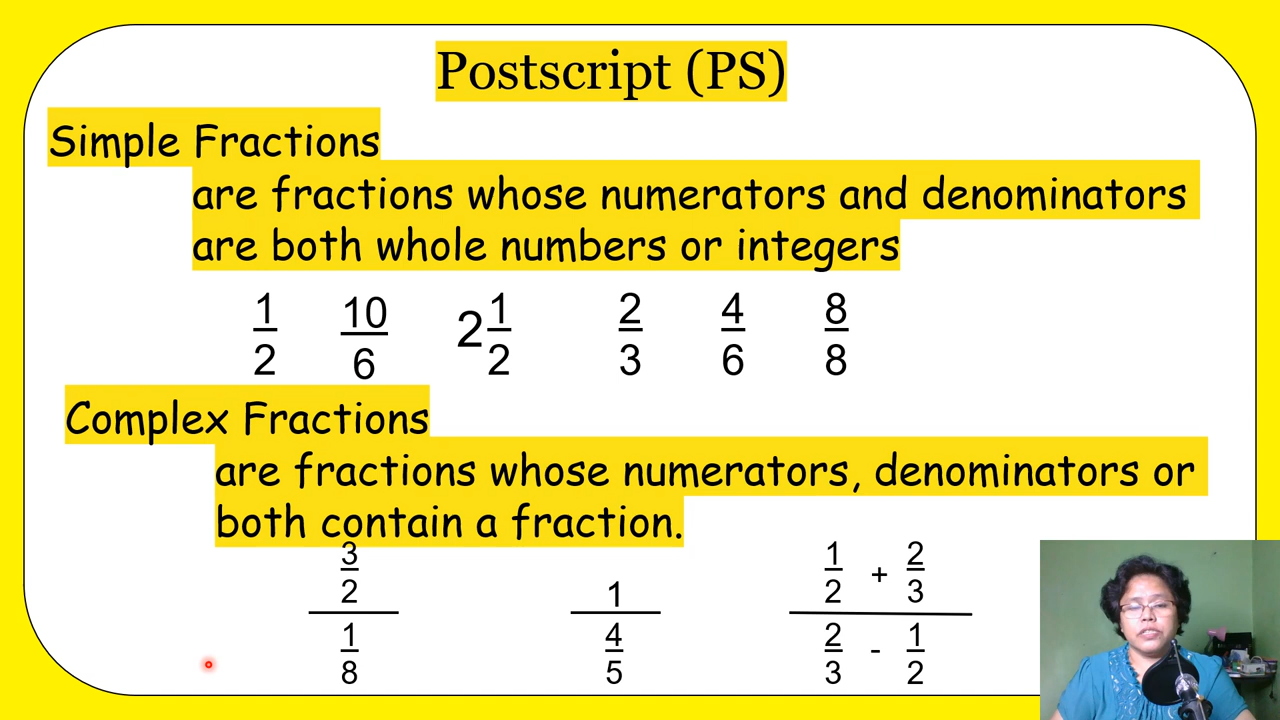 Postscript (PS)
Simple Fractions
are fractions whose numerators and denominators
are both whole numbers or integers
1/2 10/6 2 1/2 2/3 4/6 8/8
Complex Fractions
are fractions whose numerators, denominators or
both contain a fraction.
3/2 1 1/2 + 2/3
1/8 4/5 2/3 - 1/2